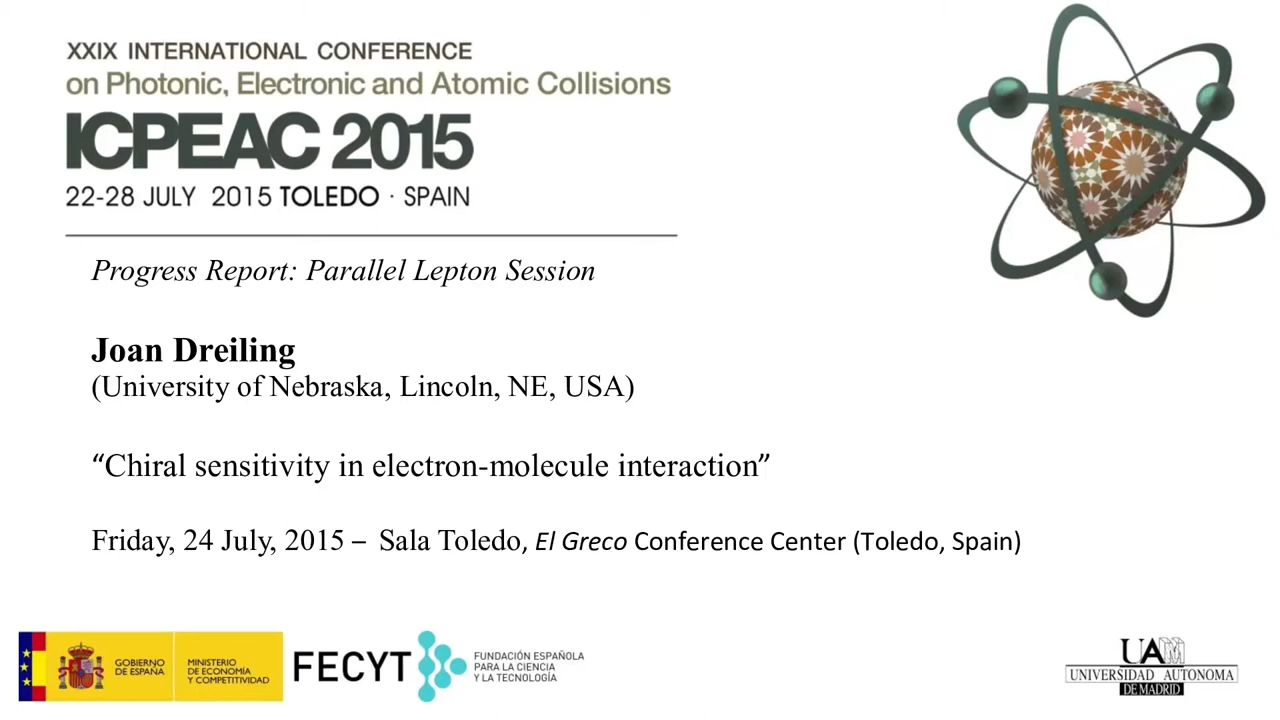 XXIX INTERNATIONAL CONFERENCE
on Photonic, Electronic and Atomic Collisions
ICPEAC 2015
22-28 JULY 2015 TOLEDO · SPAIN
Progress Report: Parallel Lepton Session
Joan Dreiling
(University of Nebraska, Lincoln, NE, USA)
“Chiral sensitivity in electron-molecule interaction”
Friday, 24 July, 2015 – Sala Toledo, El Greco Conference Center (Toledo, Spain)
GOBIERNO
DE ESPAÑA
MINISTERIO
DE ECONOMÍA
Y COMPETITIVIDAD
FECYT
FUNDACIÓN ESPAÑOLA
PARA LA CIENCIA
Y LA TECNOLOGÍA
UAM
UNIVERSIDAD AUTONOMA
DE MADRID